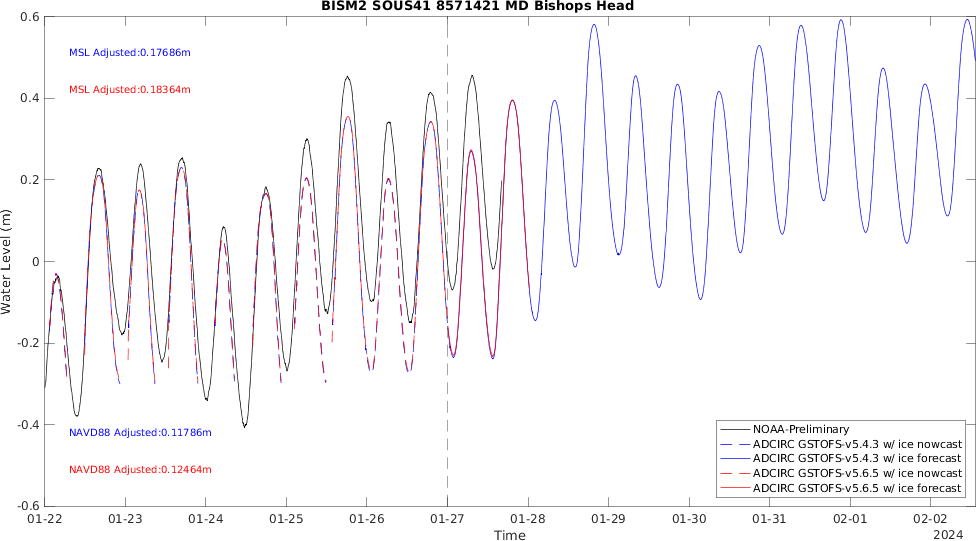 BISM2 SOUS41 8571421 MD Bishops Head
0.6
MSL Adjusted:0.17686m
MSL Adjusted:0.18364m
0.4
0.2
0
-0.2
-0.4
-0.6
Water Level (m)
NAVD88 Adjusted:0.11786m
NAVD88 Adjusted:0.12464m
NOAA-Preliminary
ADCIRC GSTOFS-v5.4.3 w/ ice nowcast
ADCIRC GSTOFS-v5.4.3 w/ ice forecast
ADCIRC GSTOFS-v5.6.5 w/ ice nowcast
ADCIRC GSTOFS-v5.6.5 w/ ice forecast
01-22 01-23 01-24 01-25 01-26 01-27 01-28 01-29 01-30 01-31 02-01 02-02
Time
2024